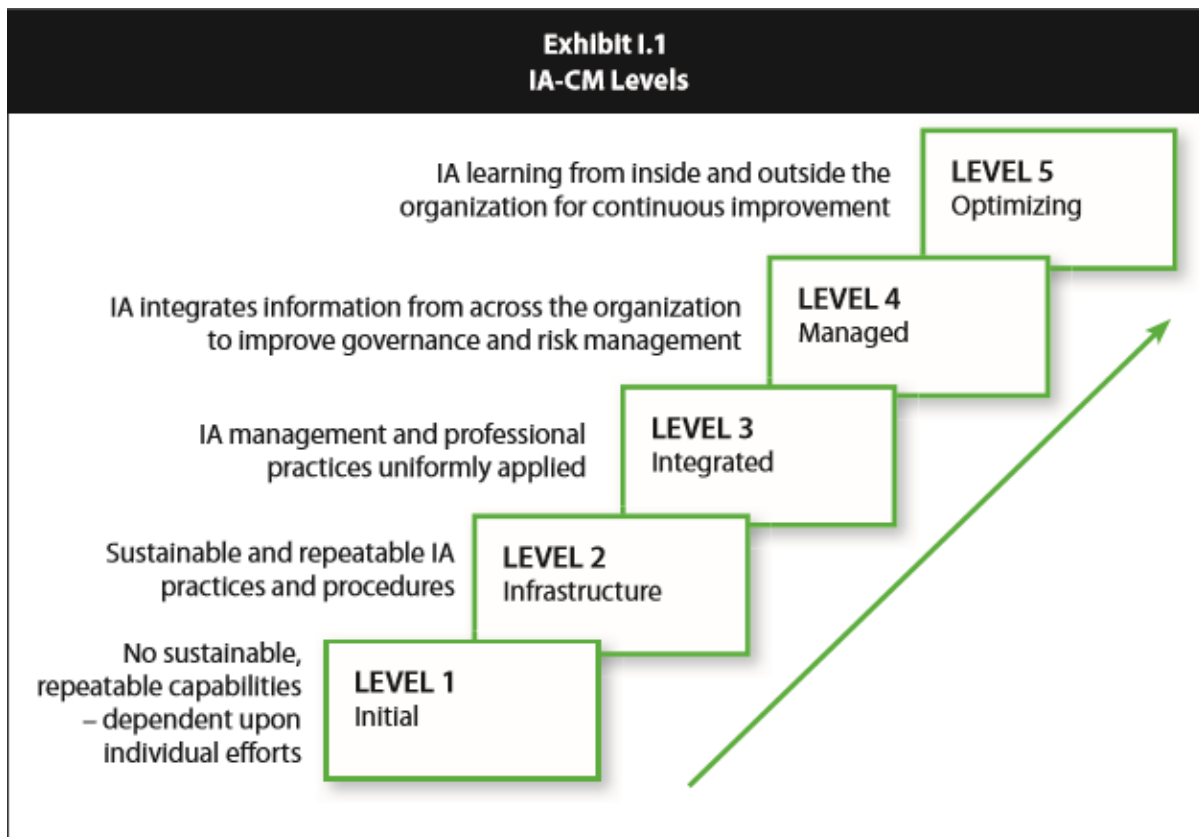 Exhibit I.1
IA-CM Levels
IA learning from inside and outside the
organization for continuous improvement
LEVEL 5
Optimizing
IA integrates information from across the organization
to improve governance and risk management
LEVEL 4
Managed
IA management and professional
practices uniformly applied
LEVEL 3
Integrated
Sustainable and repeatable IA
practices and procedures
LEVEL 2
Infrastructure
No sustainable,
repeatable capabilities
– dependent upon
individual efforts
LEVEL 1
Initial